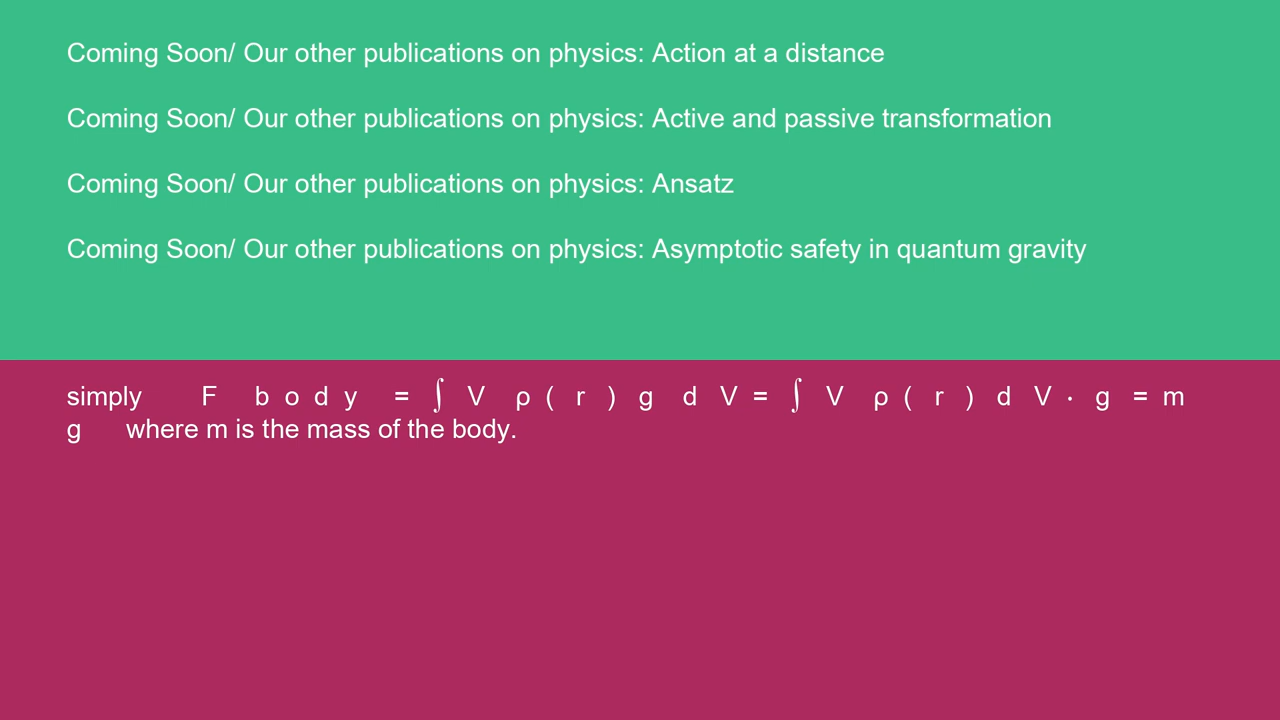 Coming Soon/ Our other publications on physics: Action at a distance
Coming Soon/ Our other publications on physics: Active and passive transformation
Coming Soon/ Our other publications on physics: Ansatz
Coming Soon/ Our other publications on physics: Asymptotic safety in quantum gravity
simply F b o d y = ∫ V ρ ( r ) g d V = ∫ V ρ ( r ) d V · g = m
g where m is the mass of the body.